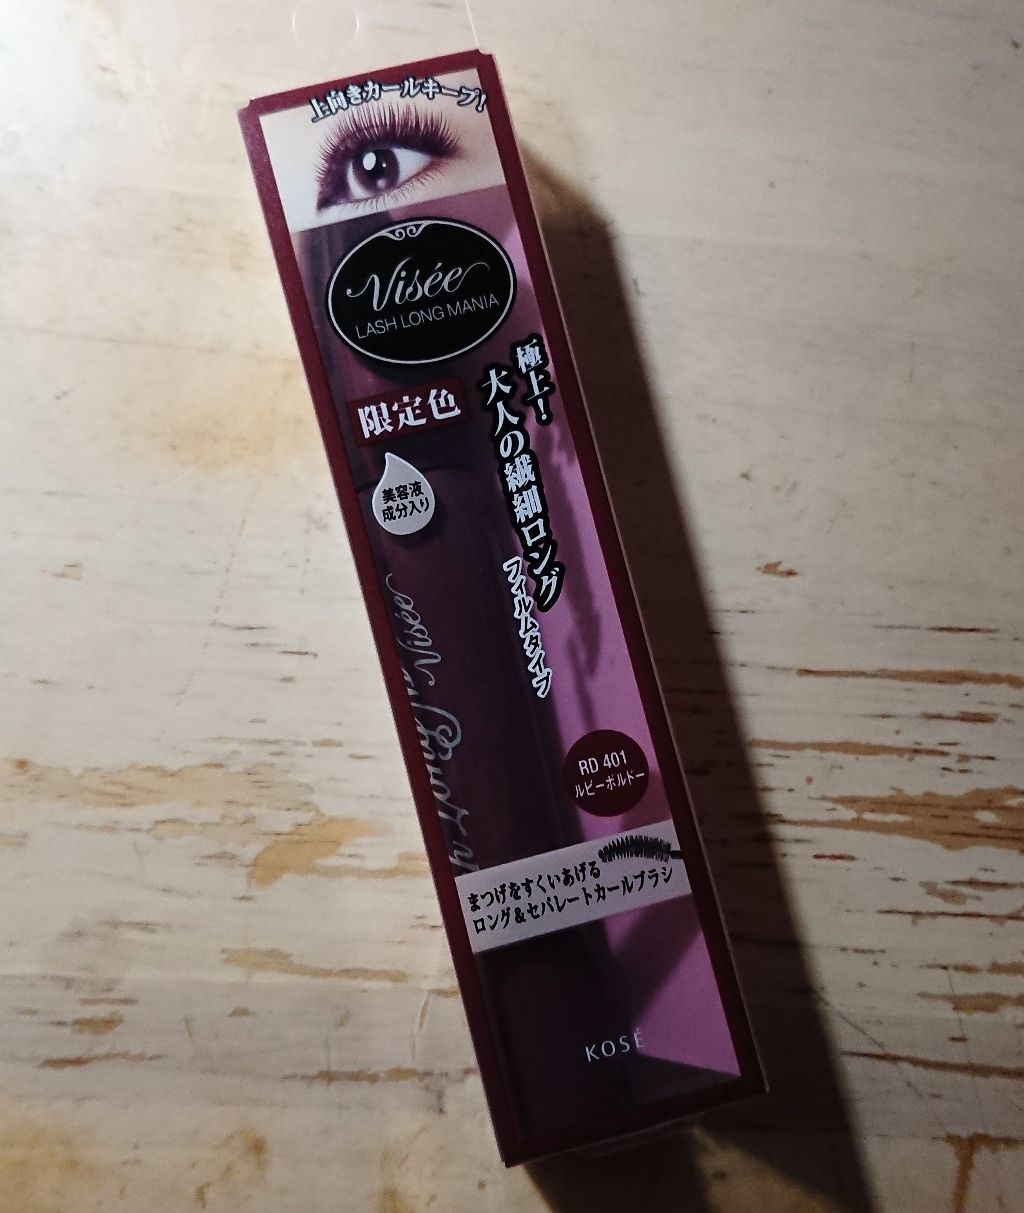 上向きカールキープ!
Visée
LASH LONG MANIA
限定色
極上!
大人の繊細ロング
フィルムタイプ
美容液
成分入り
Visée
RD 401
ルビーボルドー
まつげをすくいあげる
ロング&セパレートカールブラシ
KOSÉ